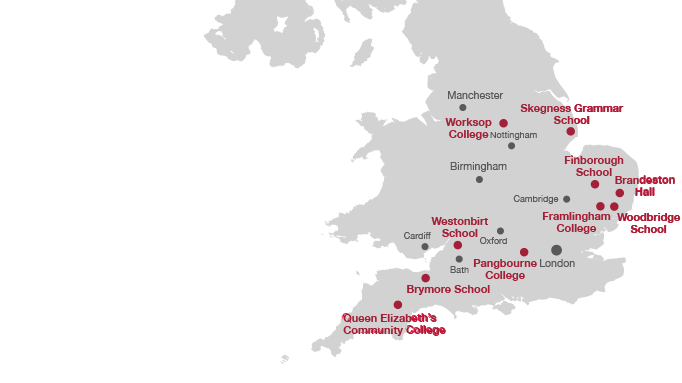 Manchester
Skegness Grammar
School
Worksop
College
Nottingham
Finborough
School
Birmingham
Brandeston
Hall
Cambridge
Framlingham
College
Woodbridge
School
Westonbirt
School
Cardiff
Oxford
Bath
Pangbourne
College
London
Brymore School
Queen Elizabeth's
Community College